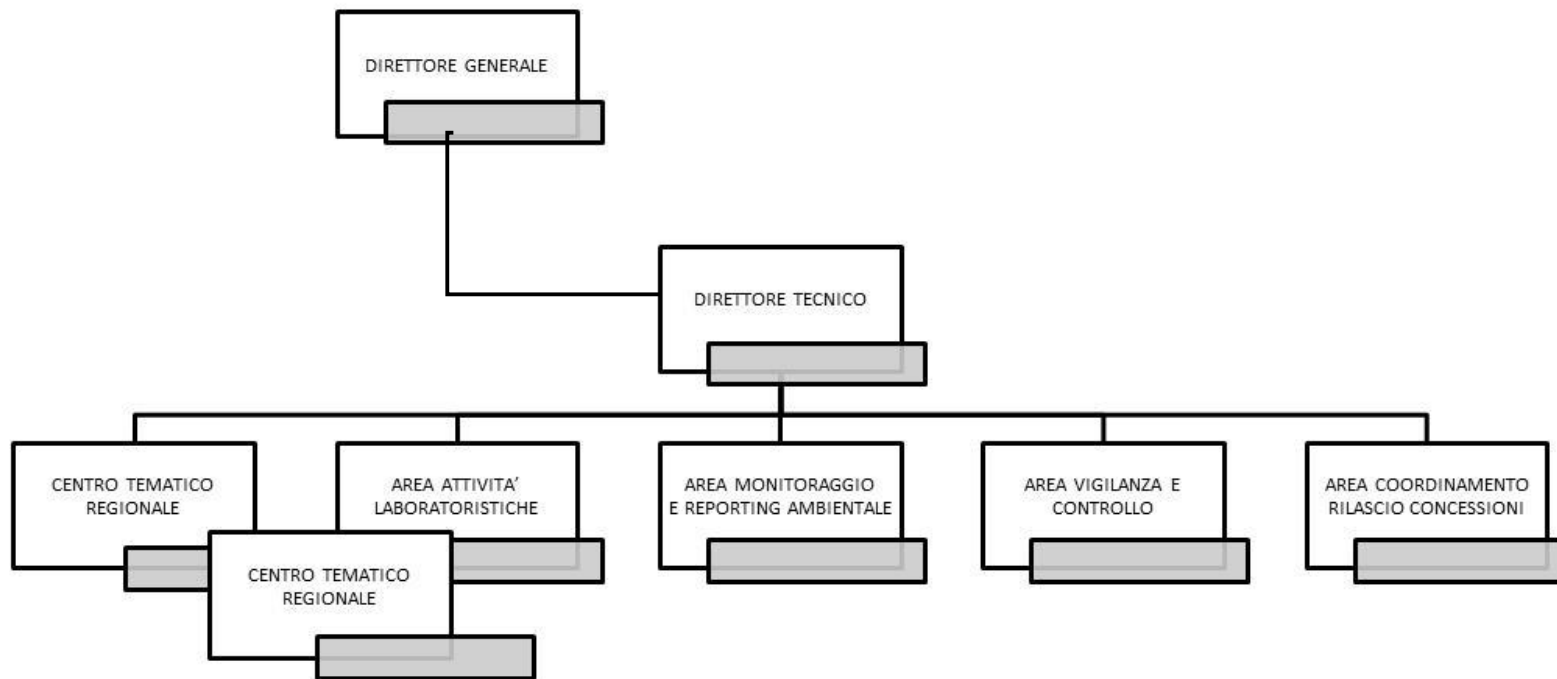 DIRETTORE GENERALE
DIRETTORE TECNICO
CENTRO TEMATICO
REGIONALE
AREA ATTIVITA’
LABORATORISTICHE
AREA MONITORAGGIO
E REPORTING AMBIENTALE
AREA VIGILANZA E
CONTROLLO
AREA COORDINAMENTO
RILASCIO CONCESSIONI
CENTRO TEMATICO
REGIONALE